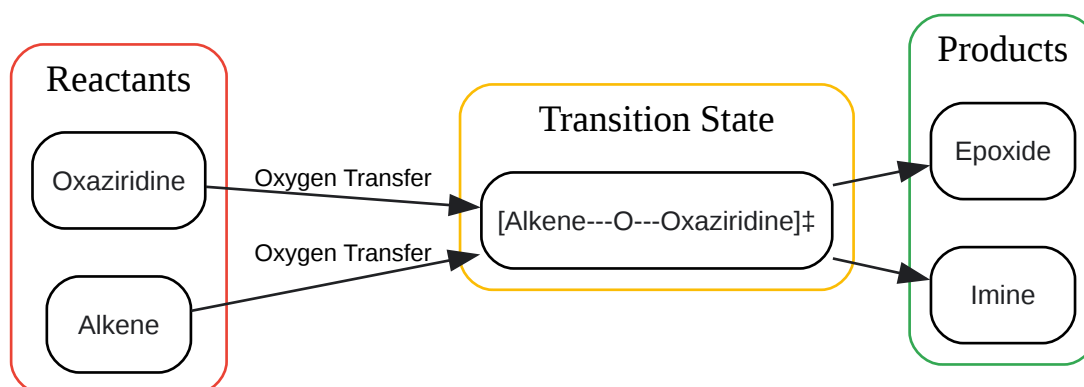 Reactants
Oxaziridine
Alkene
Oxygen Transfer
Oxygen Transfer
Transition State
[Alkene---O---Oxaziridine]‡
Products
Epoxide
Imine